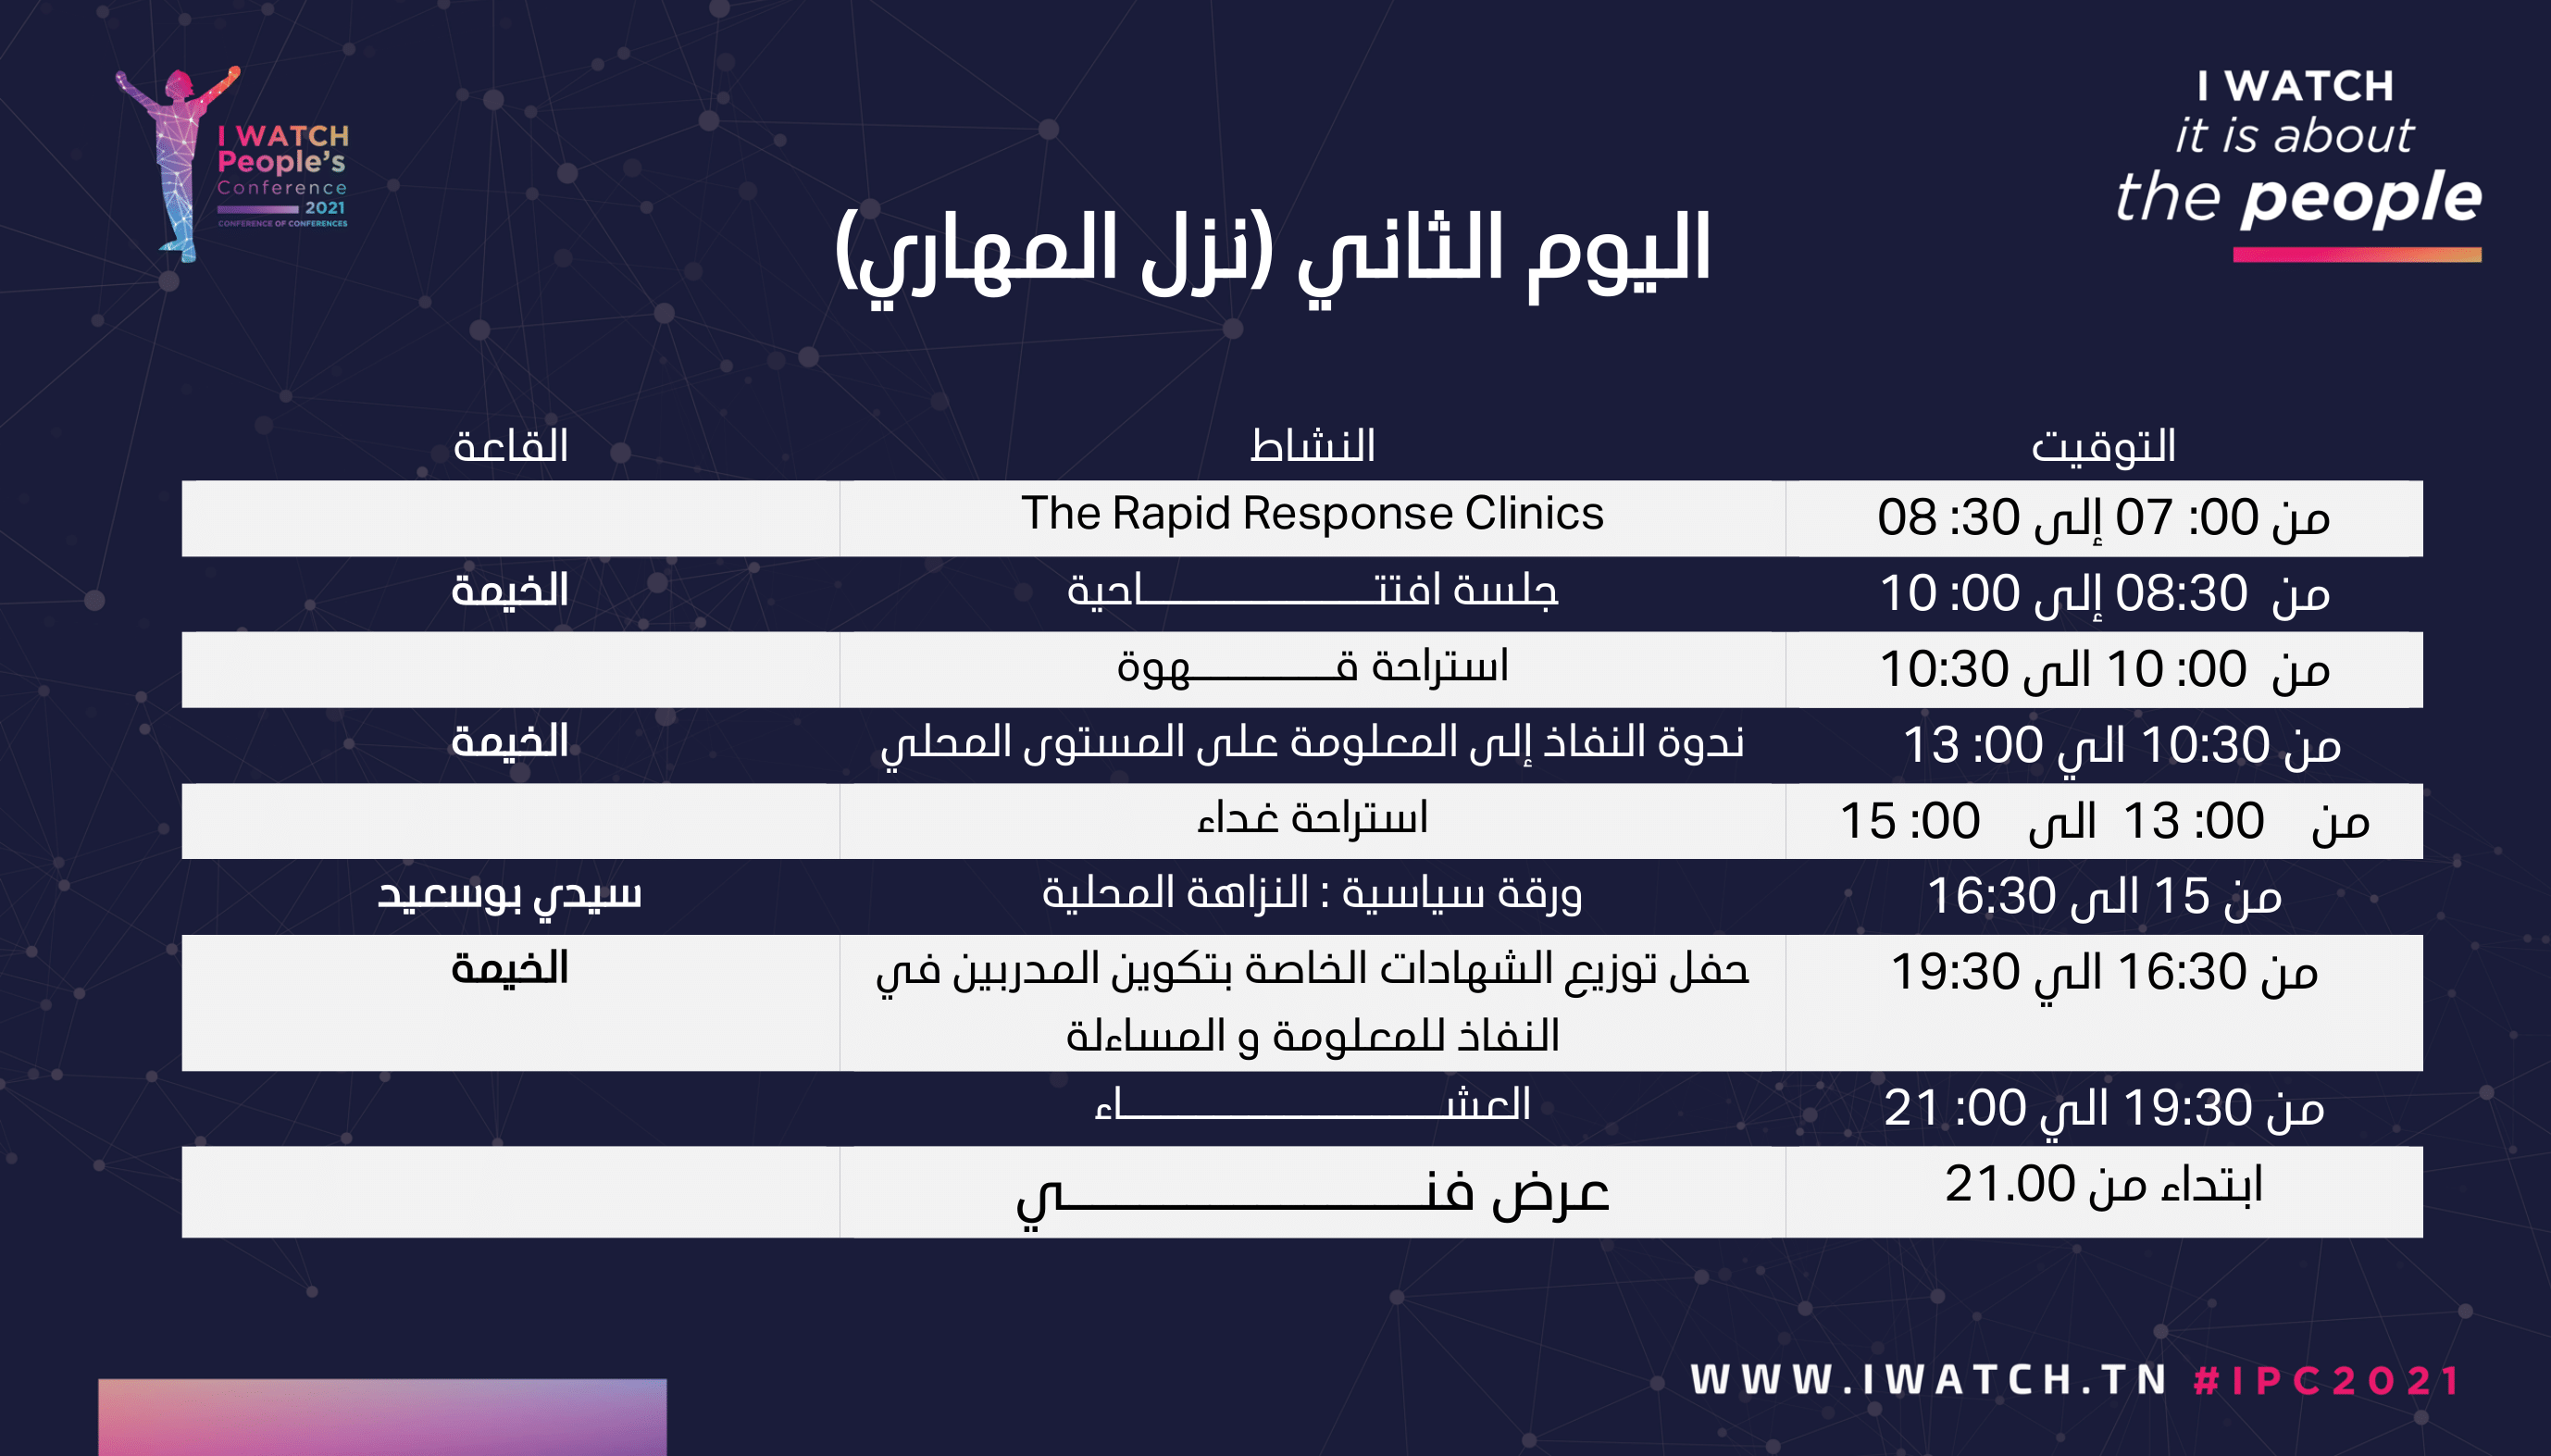 I WATCH
People's
Conference
2021
CONFERENCE OF CONFERENCES
I WATCH
it is about
the people
اليوم الثاني (نزل المهاري)
التوقيت النشاط القاعة
من 00: 07 إلى 30: 08 The Rapid Response Clinics
من 08:30 إلى 00: 10 جلسة افتتـــــــــــــــــاحية الخيمة
من 00: 10 الى 10:30 استراحة قــــــــــــهوة
من 10:30 الي 00: 13 ندوة النفاذ إلى المعلومة على المستوى المحلي الخيمة
من 00: 13 الى 00: 15 استراحة غداء
من 15 الى 16:30 ورقة سياسية : النزاهة المحلية سيدي بوسعيد
من 16:30 الي 19:30 حفل توزيع الشهادات الخاصة بتكوين المدربين في الخيمة
النفاذ للمعلومة و المساءلة
من 19:30 الي 00: 21 العشـــــــــــــــــــــــــاء
ابتداء من 21.00 عرض فنـــــــــــــــــــــــــي
WWW.IWATCH.TN #IPC2021